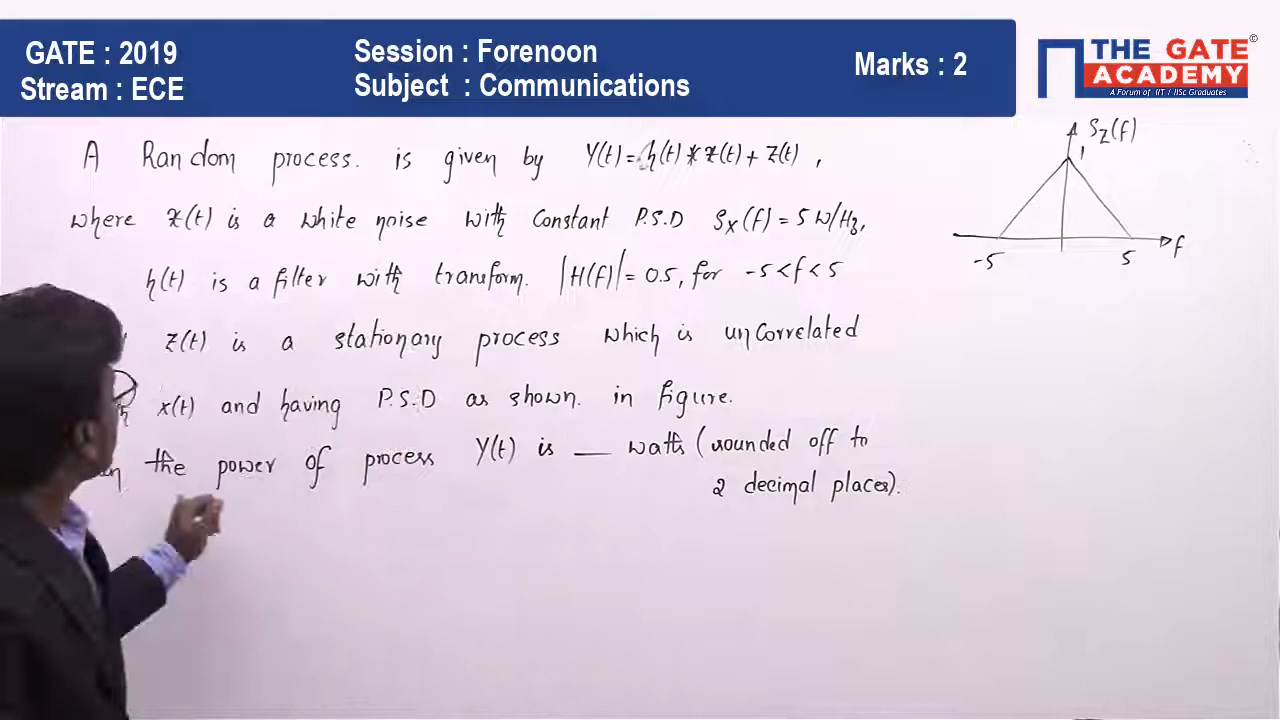 GATE : 2019
Stream : ECE
Session : Forenoon
Subject : Communications
Marks : 2
THE GATE
ACADEMY
©
A Forum of IIT / IISc Graduates
A Random process. is given by Y(t) = h(t) * x(t) + z(t) ,
where x(t) is a white noise with constant P.S.D Sx(f) = 5 W/Hz,
h(t) is a filter with transform. |H(f)| = 0.5, for -5 < f < 5
z(t) is a stationary process which is uncorrelated
x(t) and having P.S.D as shown. in figure.
the power of process Y(t) is __ watts (rounded off to
2 decimal places).
Sz(f)
1
-5
5
f